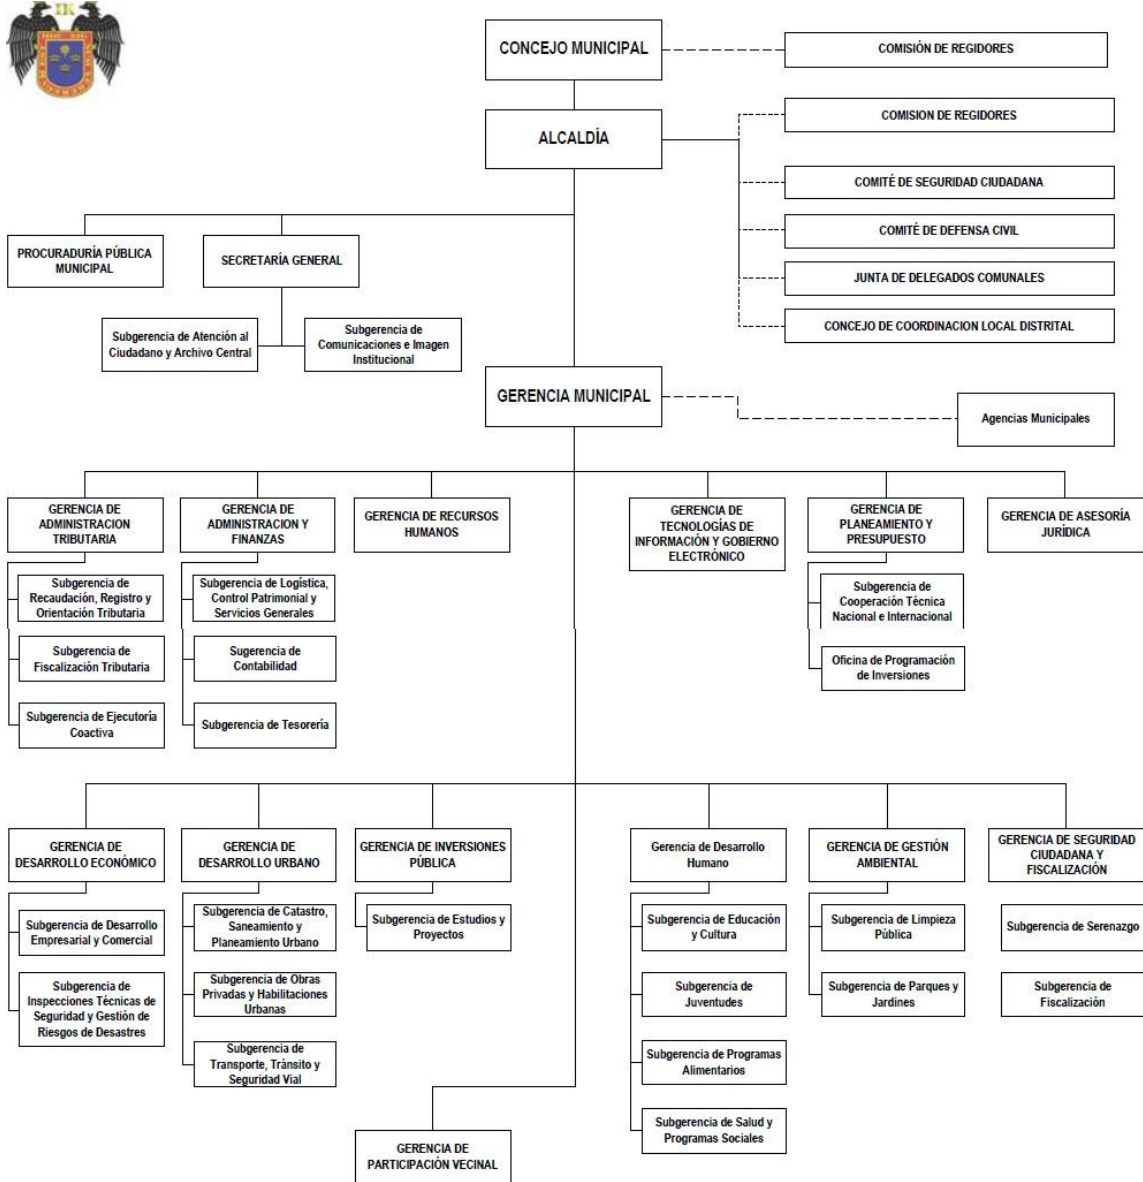 CONCEJO MUNICIPAL
COMISIÓN DE REGIDORES
ALCALDÍA
COMISION DE REGIDORES
COMITÉ DE SEGURIDAD CIUDADANA
COMITÉ DE DEFENSA CIVIL
JUNTA DE DELEGADOS COMUNALES
CONCEJO DE COORDINACION LOCAL DISTRITAL
PROCURADURÍA PÚBLICA
MUNICIPAL
SECRETARÍA GENERAL
Subgerencia de Atención al
Ciudadano y Archivo Central
Subgerencia de
Comunicaciones e Imagen
Institucional
GERENCIA MUNICIPAL
Agencias Municipales
GERENCIA DE
ADMINISTRACION
TRIBUTARIA
Subgerencia de
Recaudación, Registro y
Orientación Tributaria
Subgerencia de
Fiscalización Tributaria
Subgerencia de Ejecutoría
Coactiva
GERENCIA DE
ADMINISTRACION Y
FINANZAS
Subgerencia de Logística,
Control Patrimonial y
Servicios Generales
Sugerencia de
Contabilidad
Subgerencia de Tesorería
GERENCIA DE RECURSOS
HUMANOS
GERENCIA DE
TECNOLOGÍAS DE
INFORMACIÓN Y GOBIERNO
ELECTRÓNICO
GERENCIA DE
PLANEAMIENTO Y
PRESUPUESTO
Subgerencia de
Cooperación Técnica
Nacional e Internacional
Oficina de Programación
de Inversiones
GERENCIA DE ASESORÍA
JURÍDICA
GERENCIA DE
DESARROLLO ECONÓMICO
Subgerencia de Desarrollo
Empresarial y Comercial
Subgerencia de
Inspecciones Técnicas de
Seguridad y Gestión de
Riesgos de Desastres
GERENCIA DE
DESARROLLO URBANO
Subgerencia de Catastro,
Saneamiento y
Planeamiento Urbano
Subgerencia de Obras
Privadas y Habilitaciones
Urbanas
Subgerencia de
Transporte, Tránsito y
Seguridad Vial
GERENCIA DE INVERSIONES
PÚBLICA
Subgerencia de Estudios y
Proyectos
Gerencia de Desarrollo
Humano
Subgerencia de Educación
y Cultura
Subgerencia de
Juventudes
Subgerencia de Programas
Alimentarios
Subgerencia de Salud y
Programas Sociales
GERENCIA DE GESTIÓN
AMBIENTAL
Subgerencia de Limpieza
Pública
Subgerencia de Parques y
Jardines
GERENCIA DE SEGURIDAD
CIUDADANA Y
FISCALIZACIÓN
Subgerencia de Serenazgo
Subgerencia de
Fiscalización
GERENCIA DE
PARTICIPACIÓN VECINAL